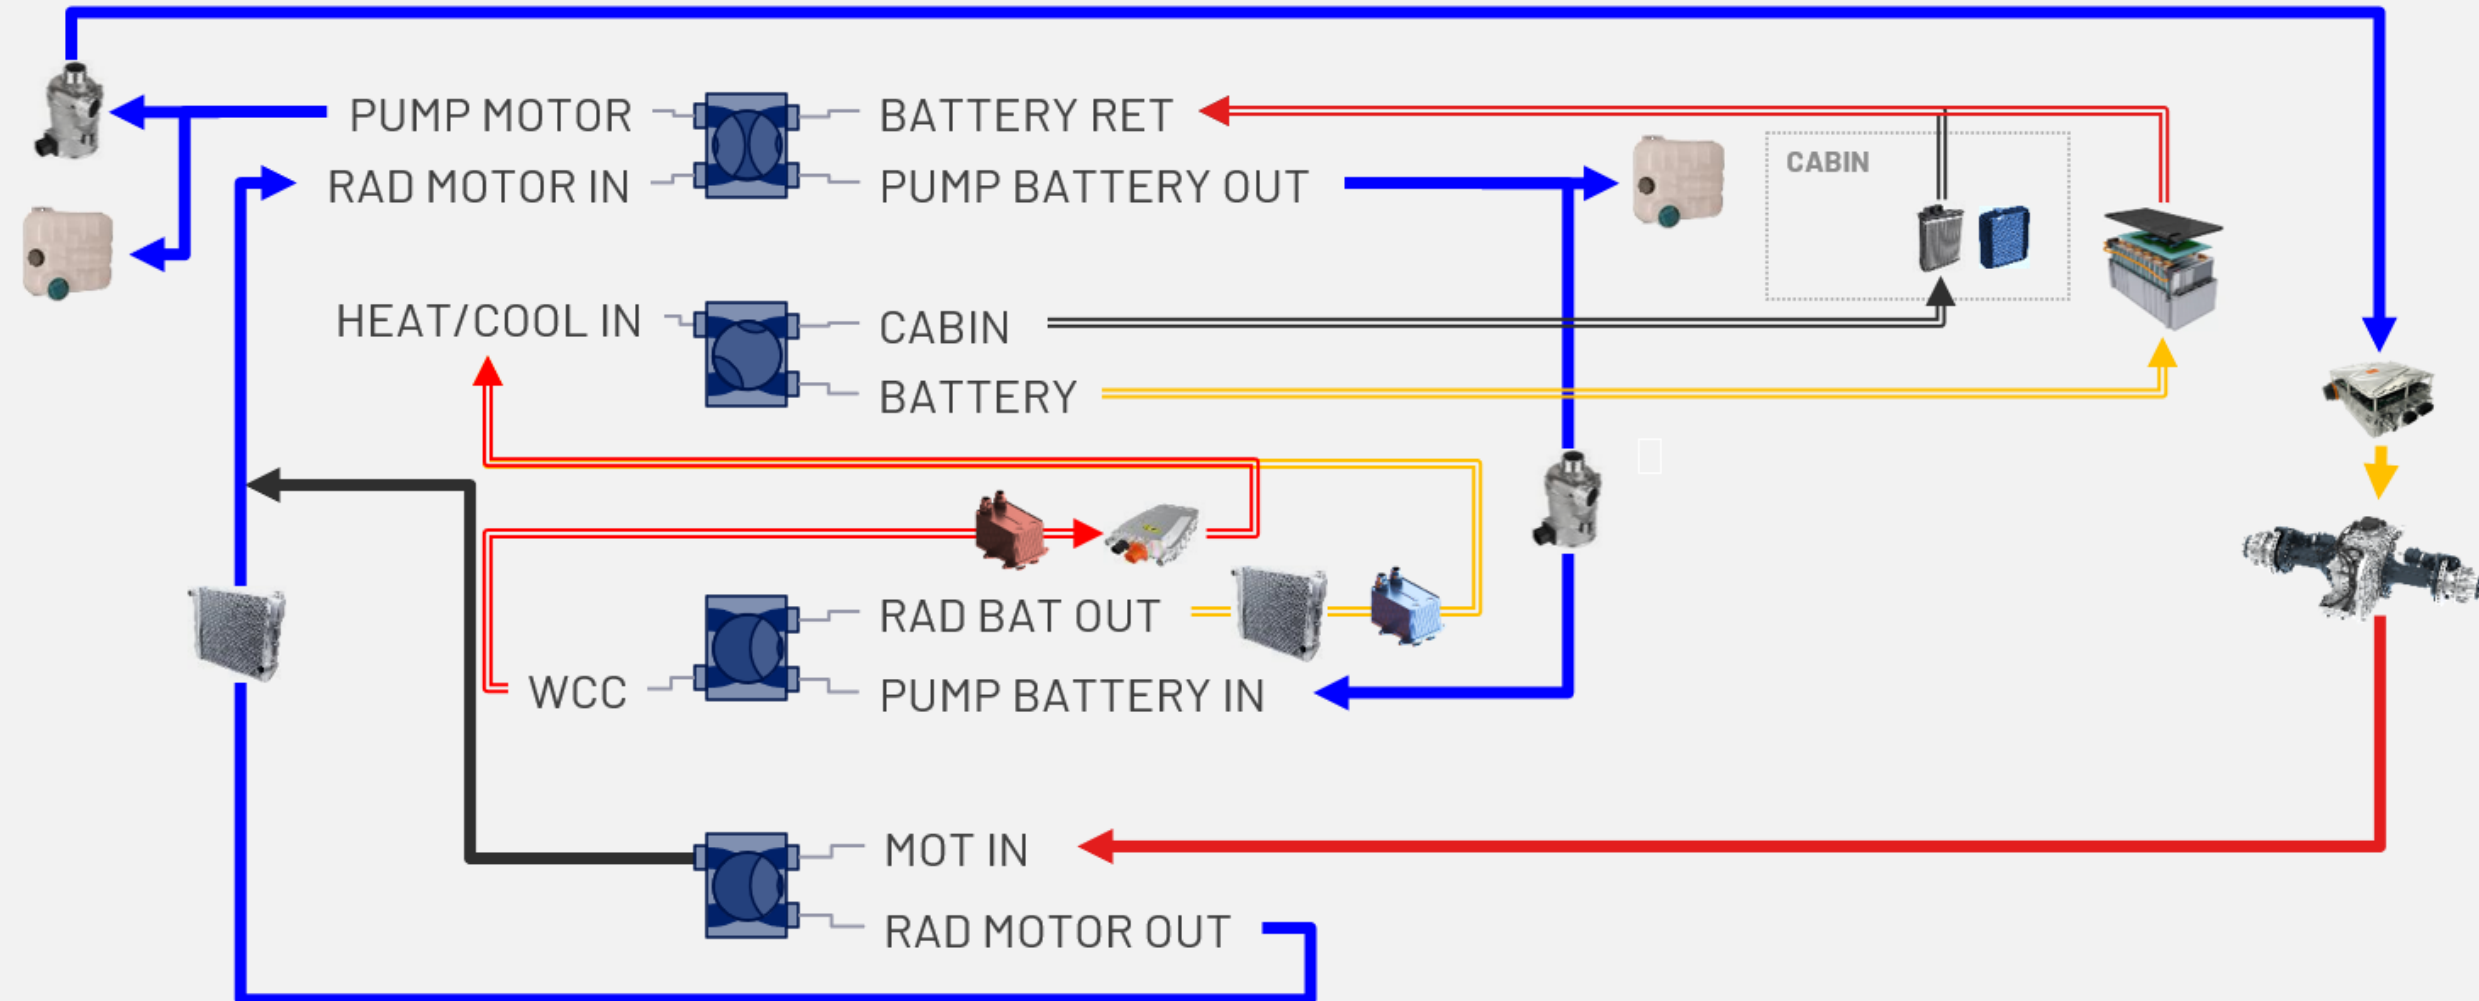 PUMP MOTOR
BATTERY RET
RAD MOTOR IN
PUMP BATTERY OUT
CABIN
HEAT/COOL IN
CABIN
BATTERY
RAD BAT OUT
WCC
PUMP BATTERY IN
MOT IN
RAD MOTOR OUT